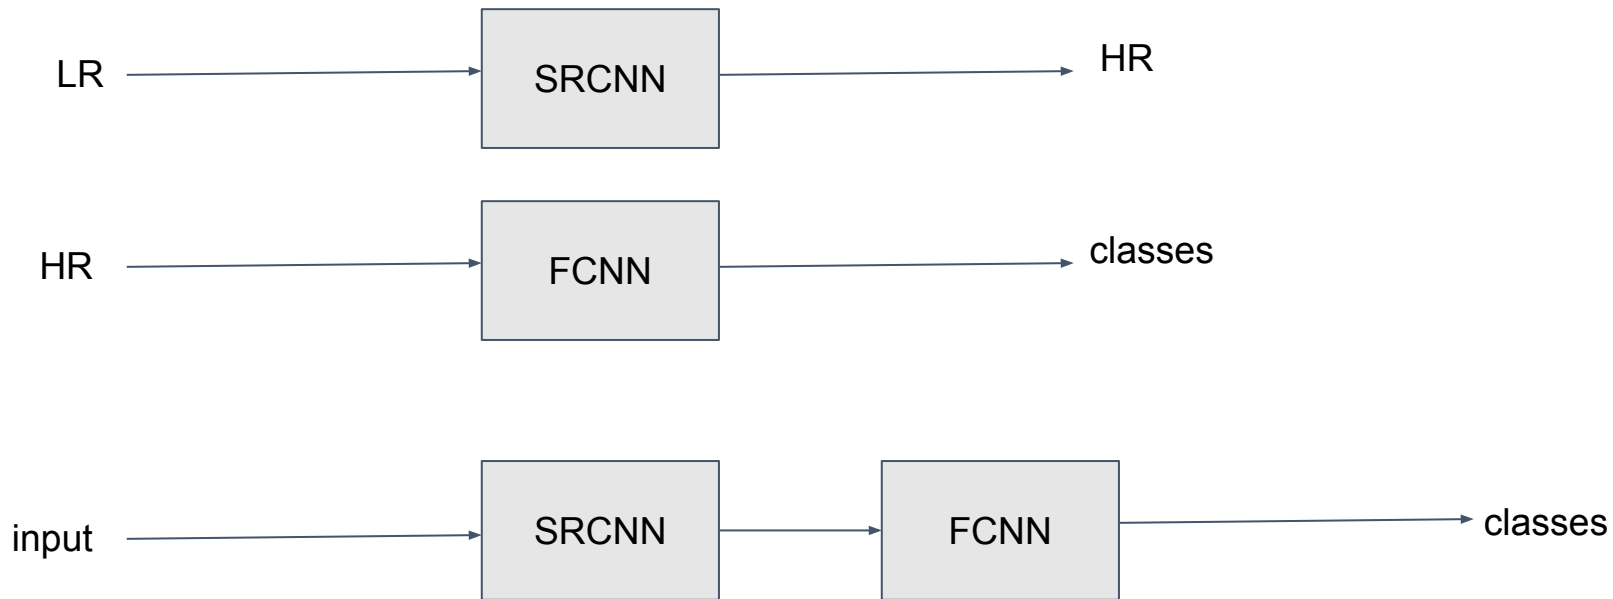 LR
SRCNN
HR
HR
FCNN
classes
input
SRCNN
FCNN
classes